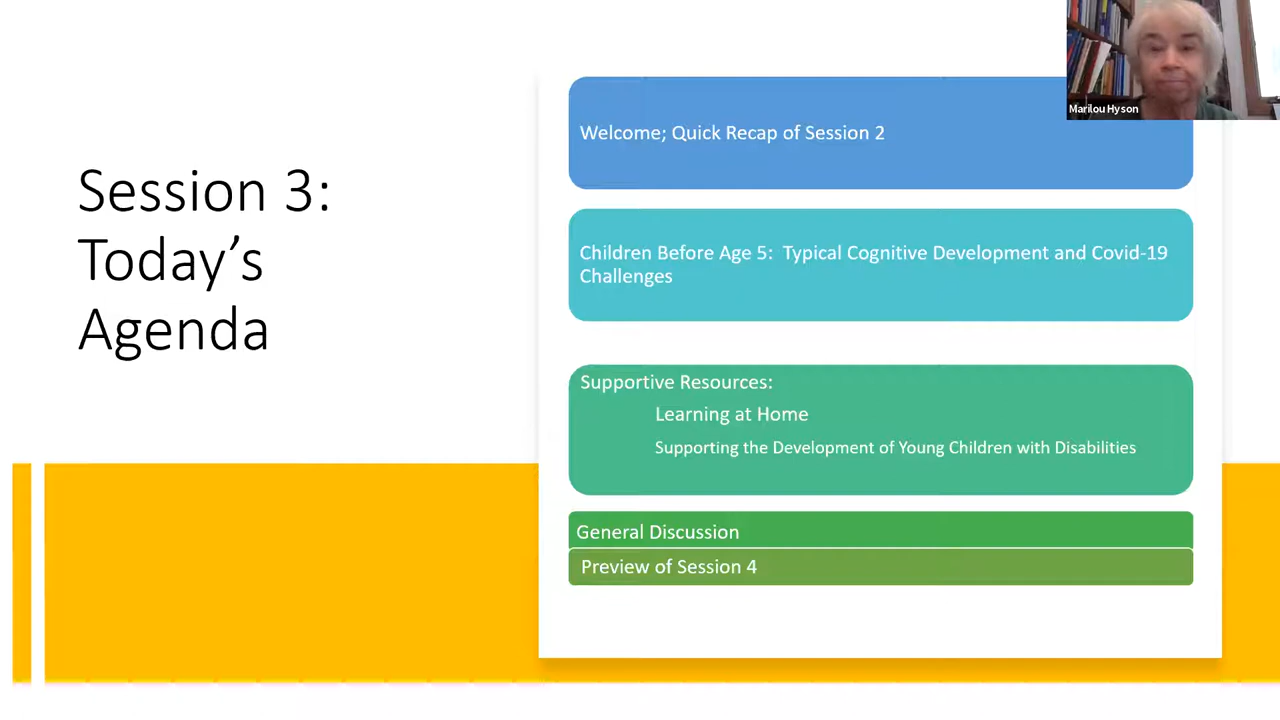 Session 3:
Today’s
Agenda
Marilou Hyson
Welcome; Quick Recap of Session 2
Children Before Age 5:  Typical Cognitive Development and Covid-19
Challenges
Supportive Resources:
Learning at Home
Supporting the Development of Young Children with Disabilities
General Discussion
Preview of Session 4